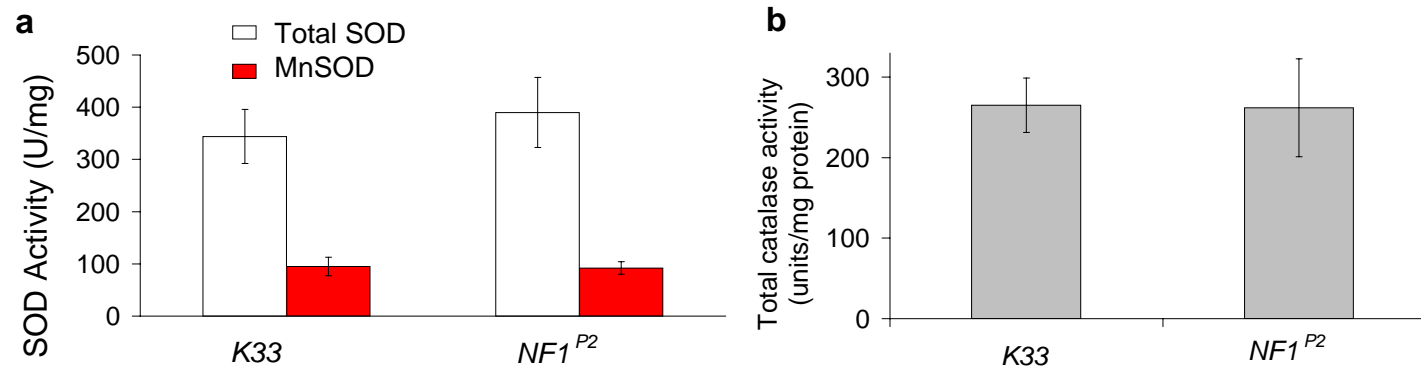 a
Total SOD
MnSOD
SOD Activity (U/mg)
500
400
300
200
100
0
K33
NF1 P2
b
Total catalase activity
(units/mg protein)
300
200
100
0
K33
NF1 P2